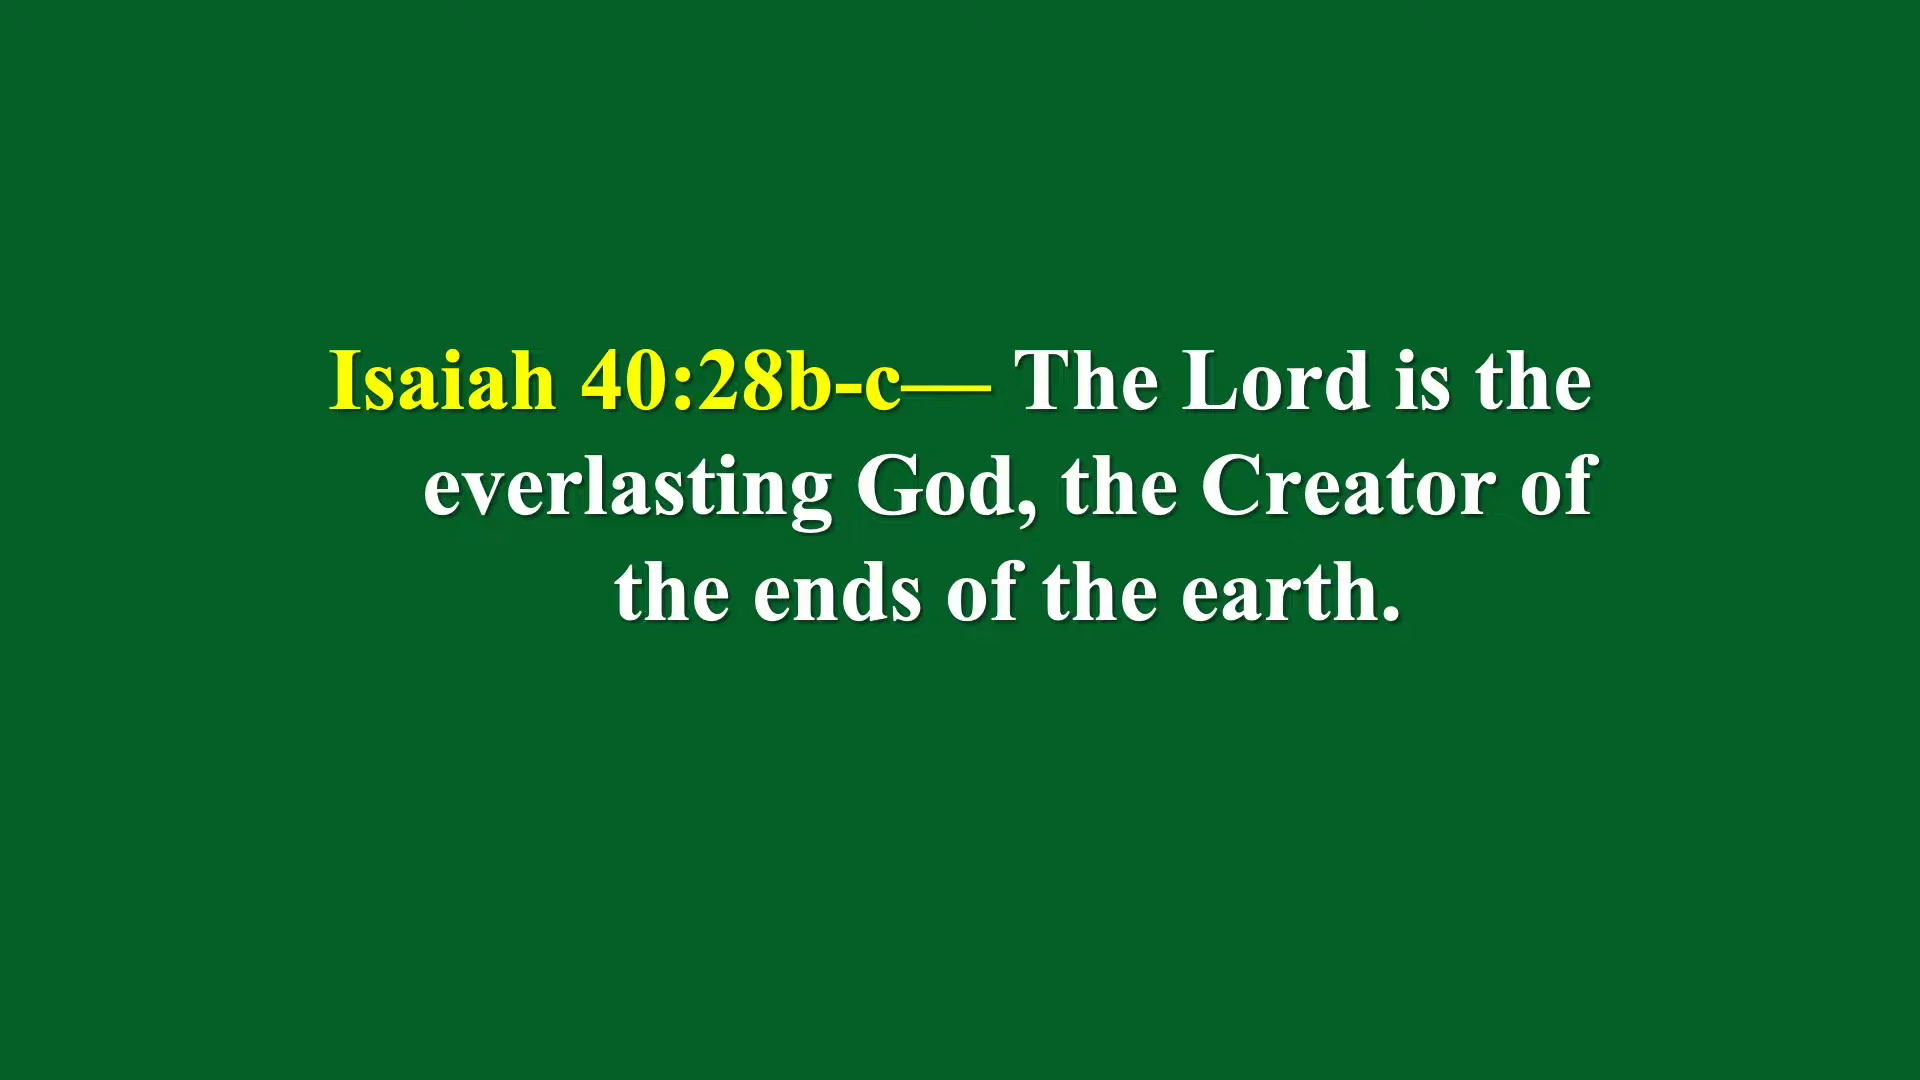 Isaiah 40:28b-c— The Lord is the
everlasting God, the Creator of
the ends of the earth.